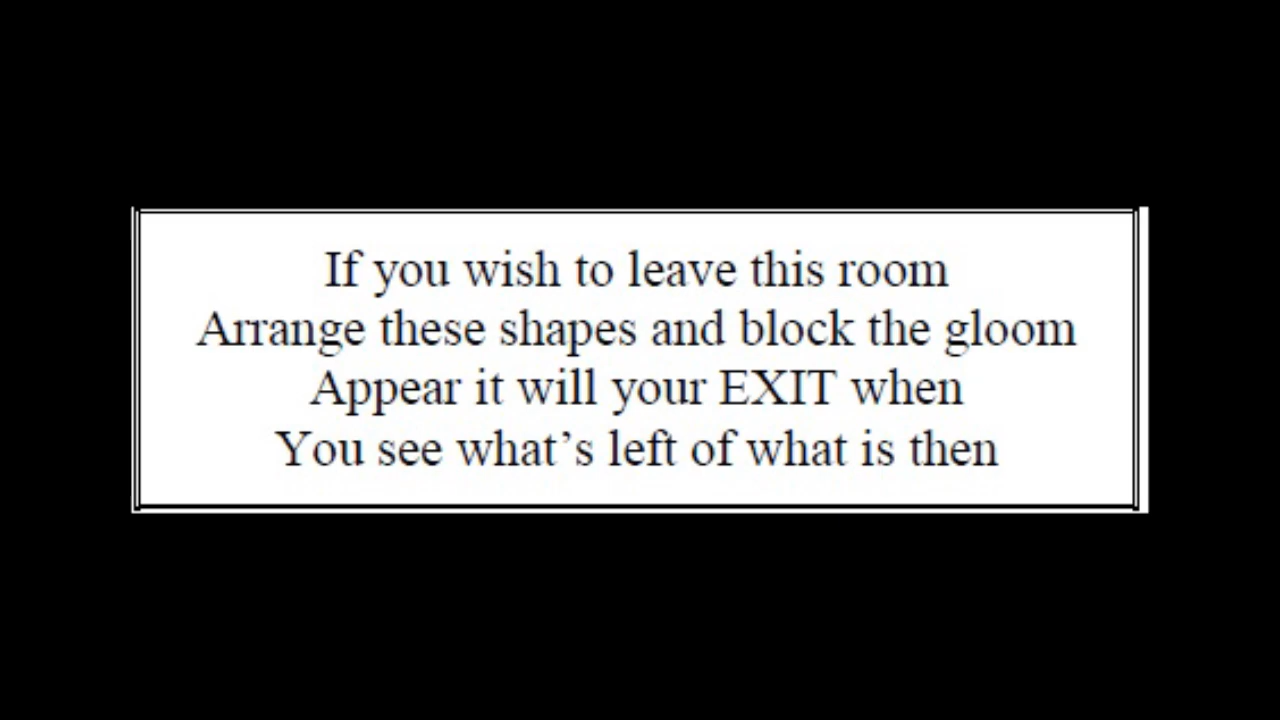 If you wish to leave this room
Arrange these shapes and block the gloom
Appear it will your EXIT when
You see what’s left of what is then